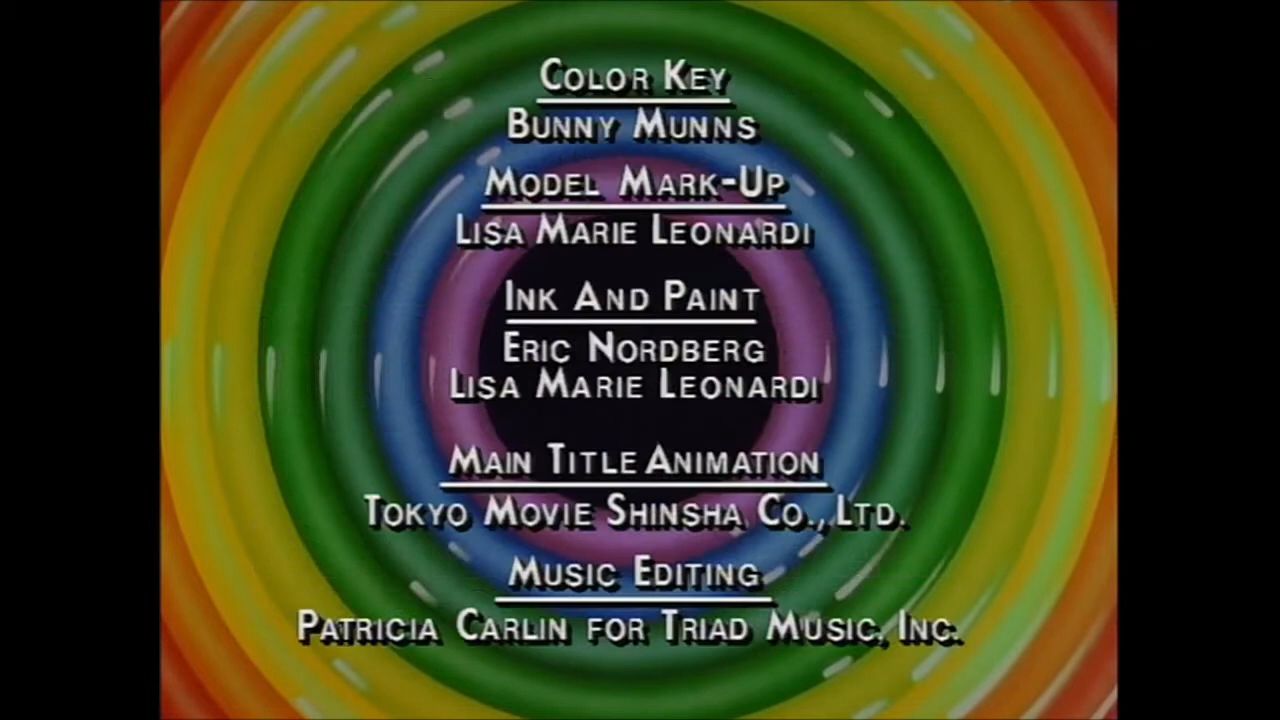 COLOR KEY
BUNNY MUNNS
MODEL MARK-UP
LISA MARIE LEONARDI
INK AND PAINT
ERIC NORDBERG
LISA MARIE LEONARDI
MAIN TITLE ANIMATION
TOKYO MOVIE SHINSHA CO., LTD.
MUSIC EDITING
PATRICIA CARLIN FOR TRIAD MUSIC, INC.